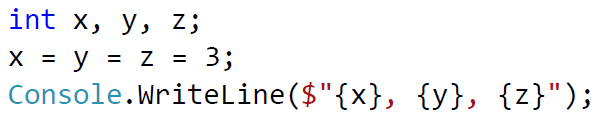 int x, y, z;
x = y = z = 3;
Console.WriteLine($"{x}, {y}, {z}");